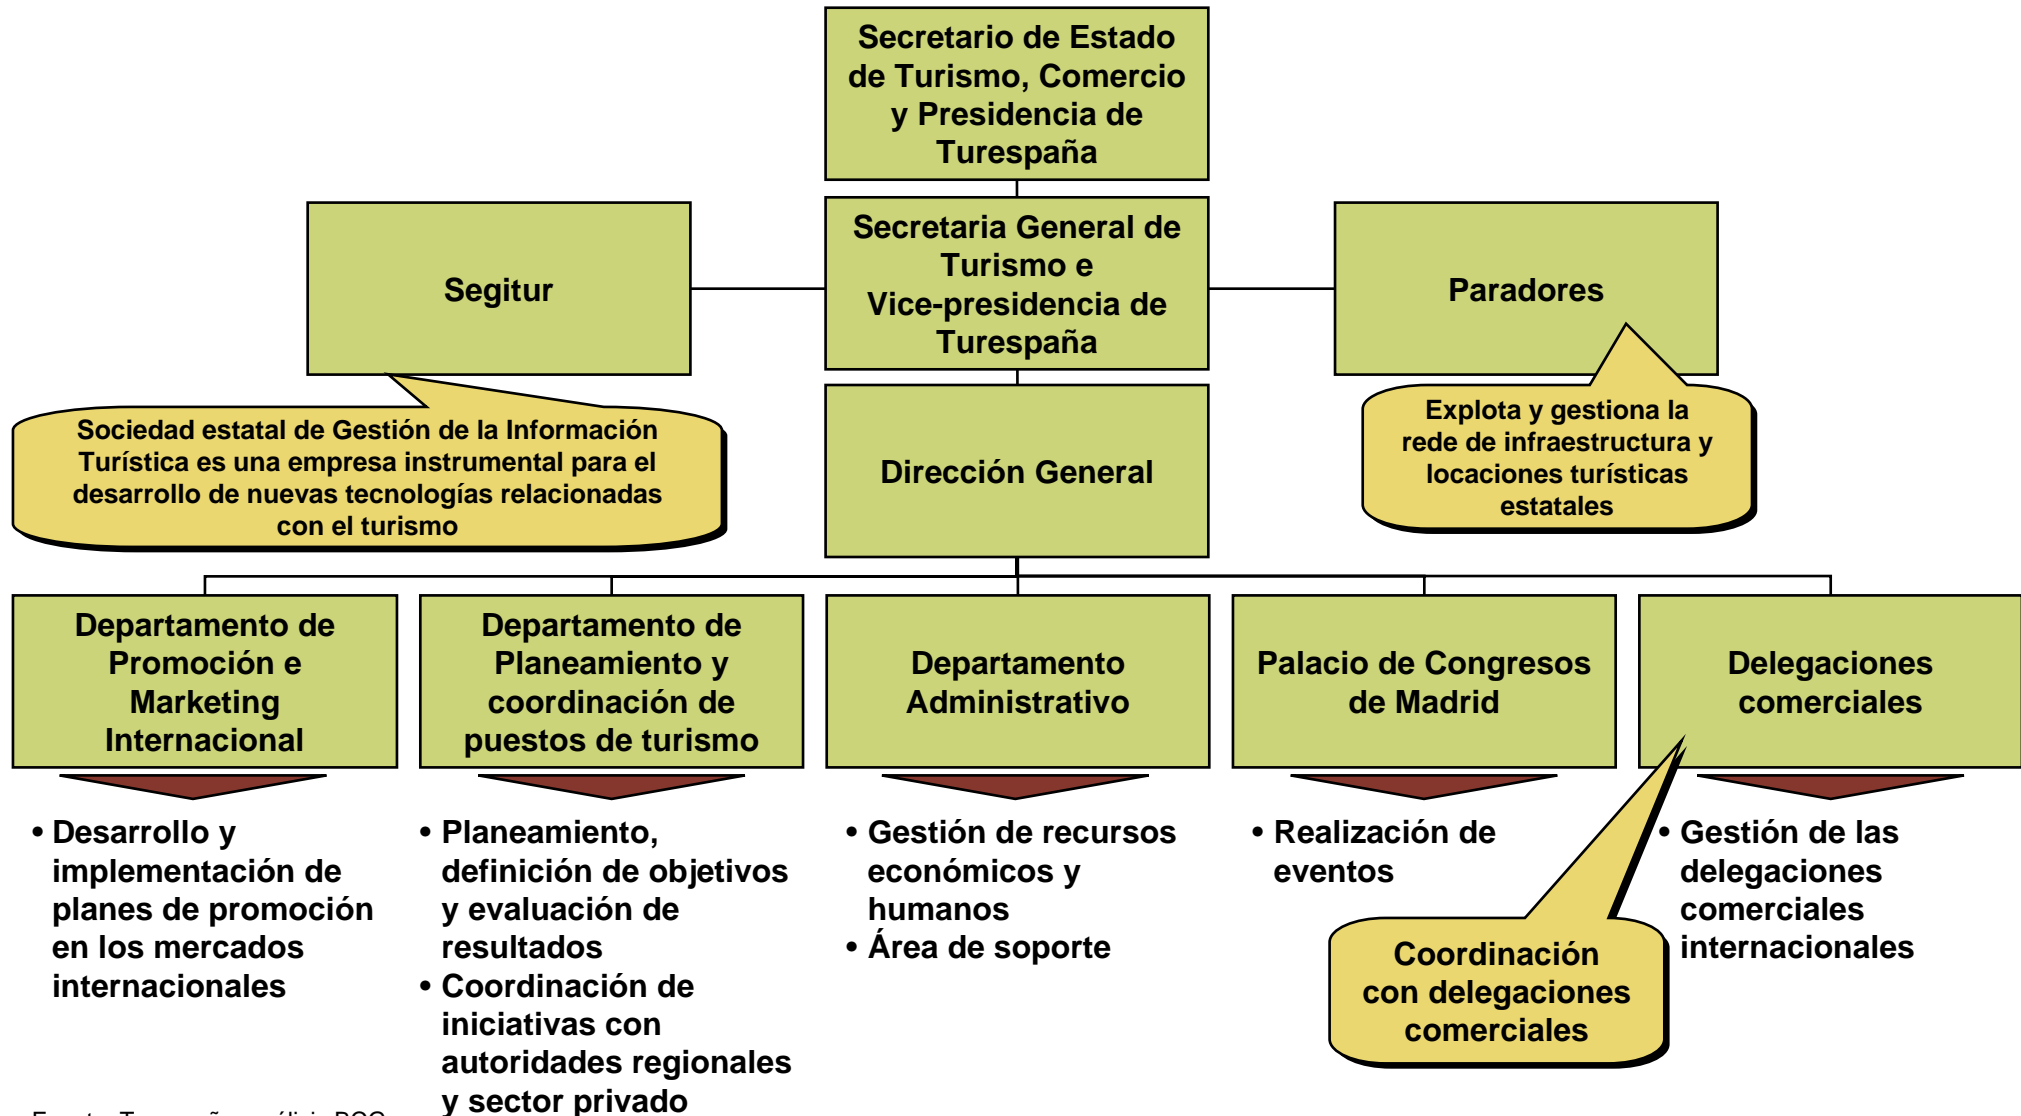 Secretario de Estado
de Turismo, Comercio
y Presidencia de
Turespaña
Segitur
Secretaria General de
Turismo e
Vice-presidencia de
Turespaña
Paradores
Sociedad estatal de Gestión de la Información
Turística es una empresa instrumental para el
desarrollo de nuevas tecnologías relacionadas
con el turismo
Dirección General
Explota y gestiona la
rede de infraestructura y
locaciones turísticas
estatales
Departamento de
Promoción e
Marketing
Internacional
Departamento de
Planeamiento y
coordinación de
puestos de turismo
Departamento
Administrativo
Palacio de Congresos
de Madrid
Delegaciones
comerciales
• Desarrollo y
implementación de
planes de promoción
en los mercados
internacionales
• Planeamiento,
definición de objetivos
y evaluación de
resultados
• Coordinación de
iniciativas con
autoridades regionales
y sector privado
• Gestión de recursos
económicos y
humanos
• Área de soporte
• Realización de
eventos
Coordinación
con delegaciones
comerciales
• Gestión de las
delegaciones
comerciales
internacionales